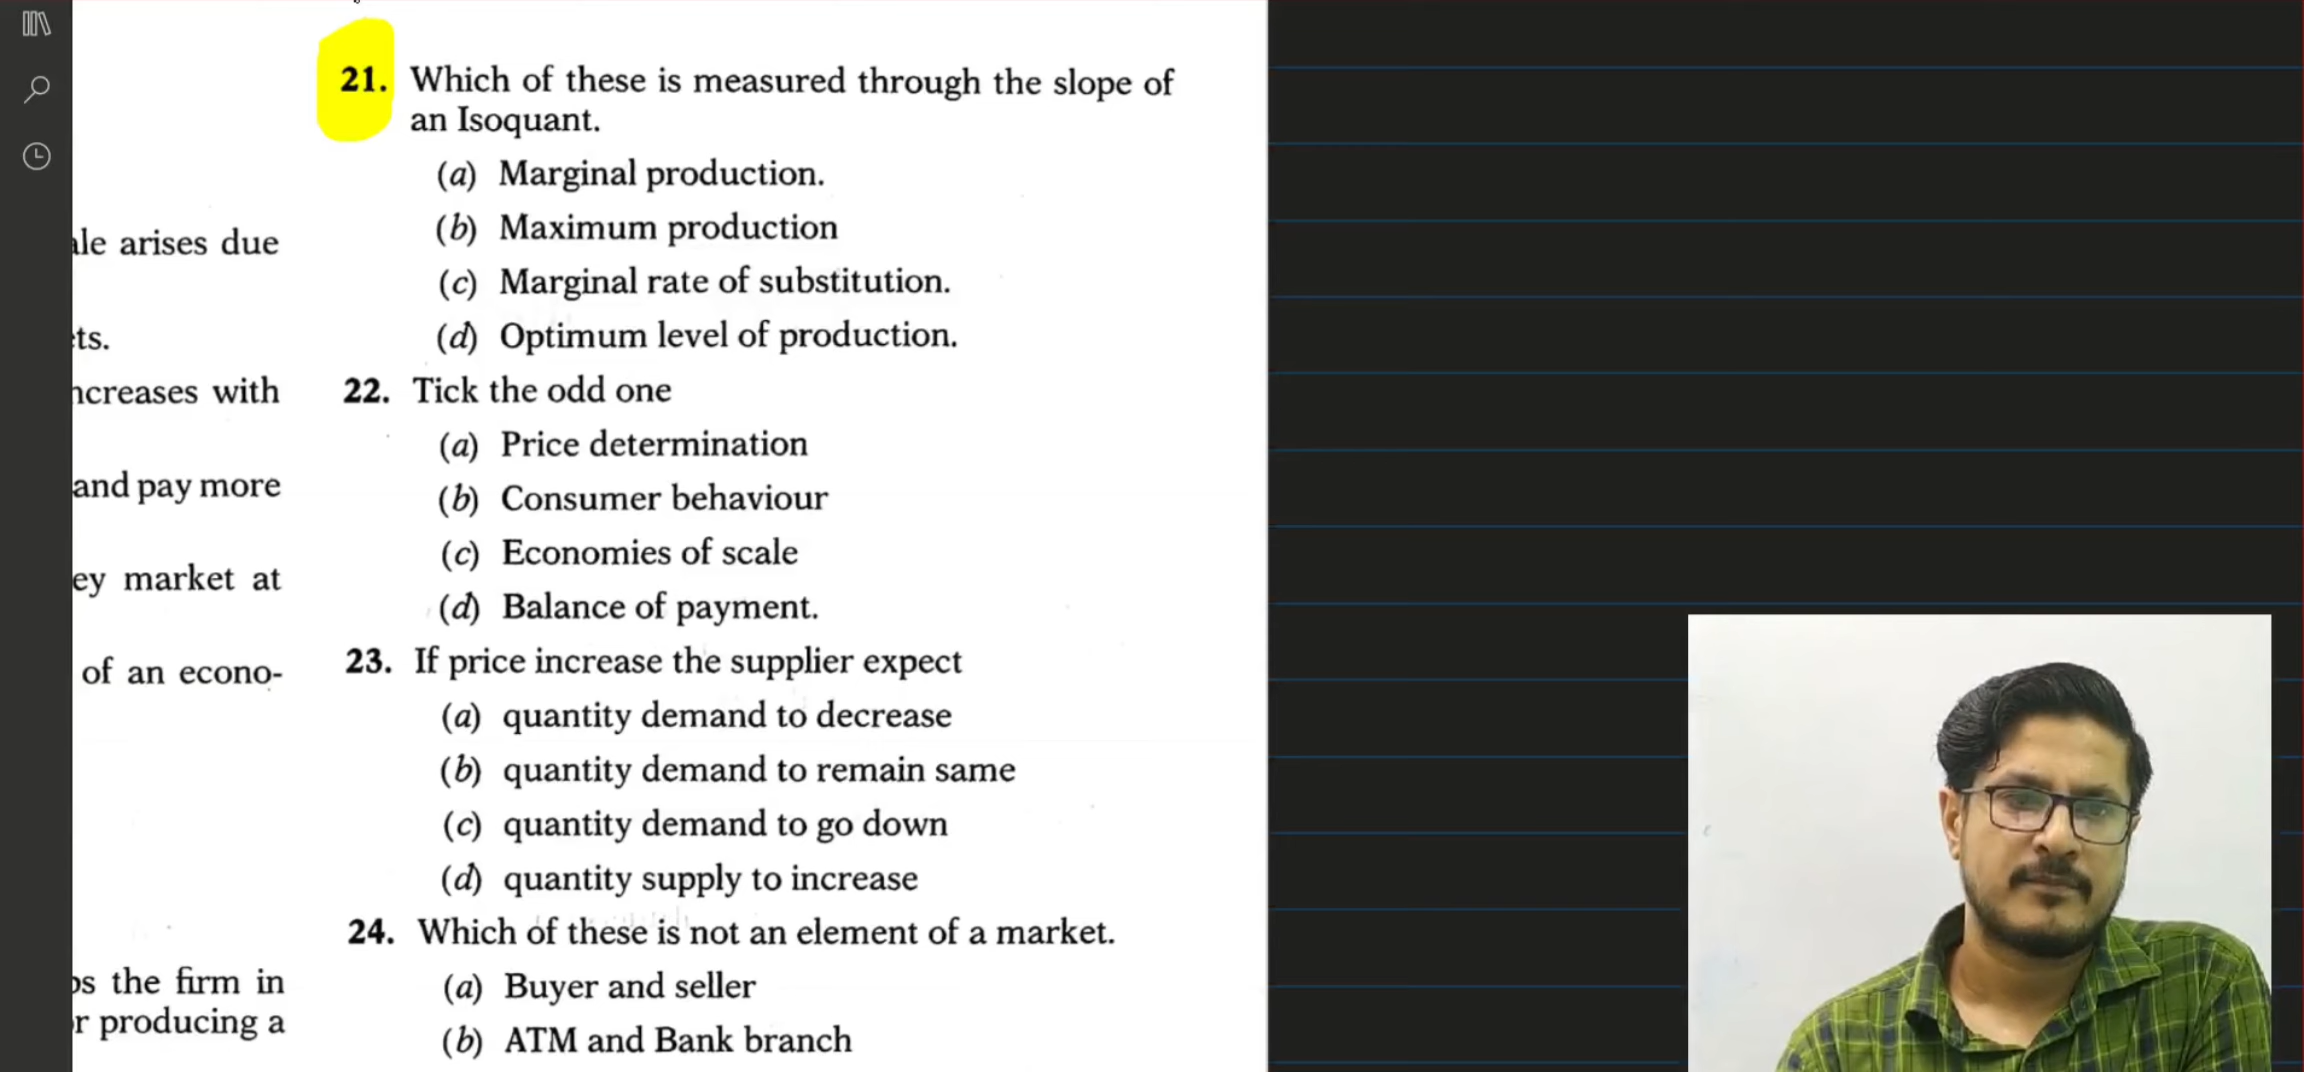 ale arises due
ts.
ncreases with
and pay more
ey market at
of an econo-
ps the firm in
r producing a
21. Which of these is measured through the slope of
an Isoquant.
(a) Marginal production.
(b) Maximum production
(c) Marginal rate of substitution.
(d) Optimum level of production.
22. Tick the odd one
(a) Price determination
(b) Consumer behaviour
(c) Economies of scale
(d) Balance of payment.
23. If price increase the supplier expect
(a) quantity demand to decrease
(b) quantity demand to remain same
(c) quantity demand to go down
(d) quantity supply to increase
24. Which of these is not an element of a market.
(a) Buyer and seller
(b) ATM and Bank branch